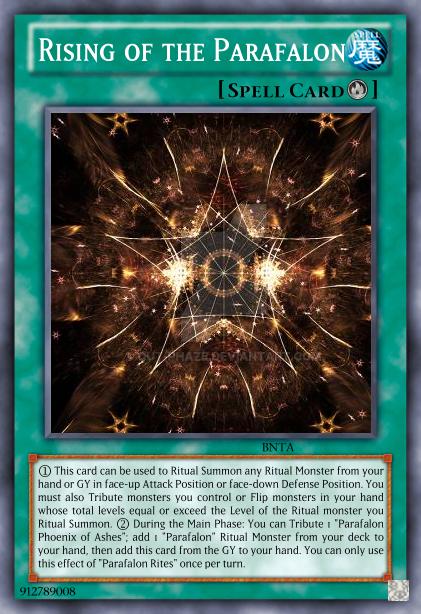 RISING OF THE PARAFALON
SPELL
魔
[SPELL CARD]
BNTA
① This card can be used to Ritual Summon any Ritual Monster from your
hand or GY in face-up Attack Position or face-down Defense Position. You
must also Tribute monsters you control or Flip monsters in your hand
whose total levels equal or exceed the Level of the Ritual monster you
Ritual Summon. ② During the Main Phase: You can Tribute 1 "Parafalon
Phoenix of Ashes"; add 1 "Parafalon" Ritual Monster from your deck to
your hand, then add this card from the GY to your hand. You can only use
this effect of "Parafalon Rites" once per turn.
912789008